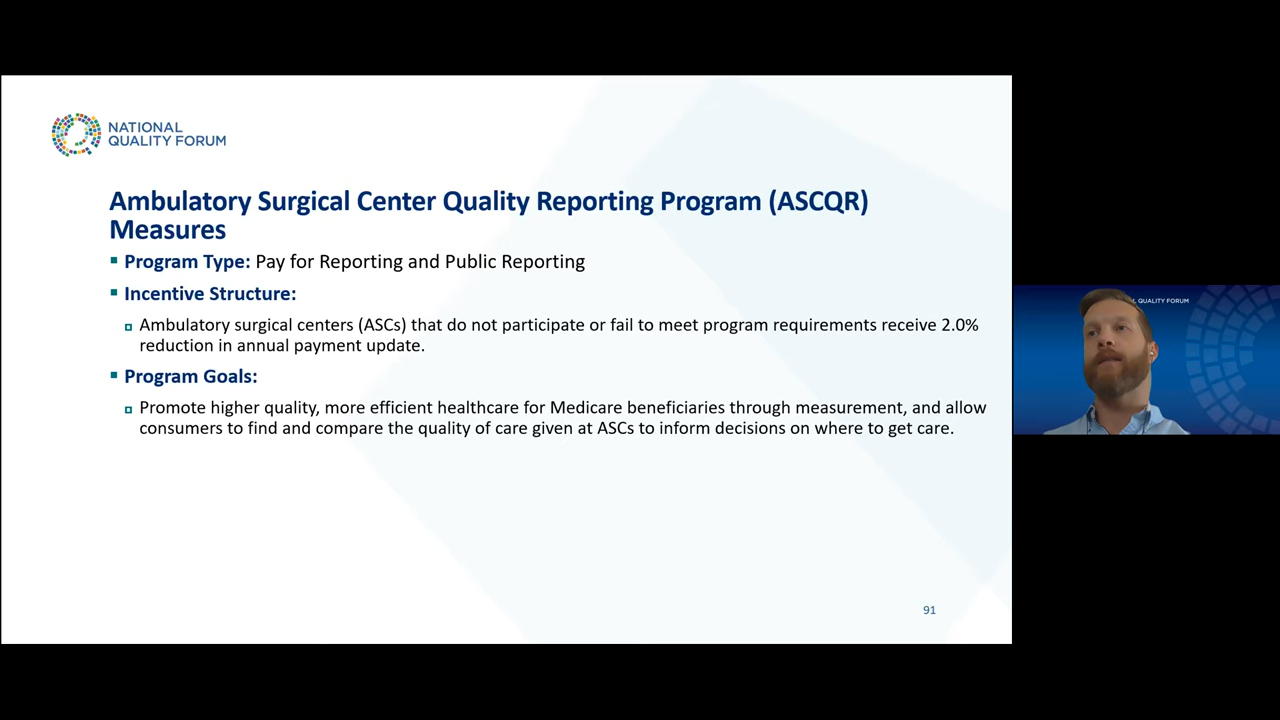 NATIONAL
QUALITY FORUM
Ambulatory Surgical Center Quality Reporting Program (ASCQR)
Measures
Program Type: Pay for Reporting and Public Reporting
Incentive Structure:
Ambulatory surgical centers (ASCs) that do not participate or fail to meet program requirements receive 2.0%
reduction in annual payment update.
Program Goals:
Promote higher quality, more efficient healthcare for Medicare beneficiaries through measurement, and allow
consumers to find and compare the quality of care given at ASCs to inform decisions on where to get care.
91
QUALITY FORUM